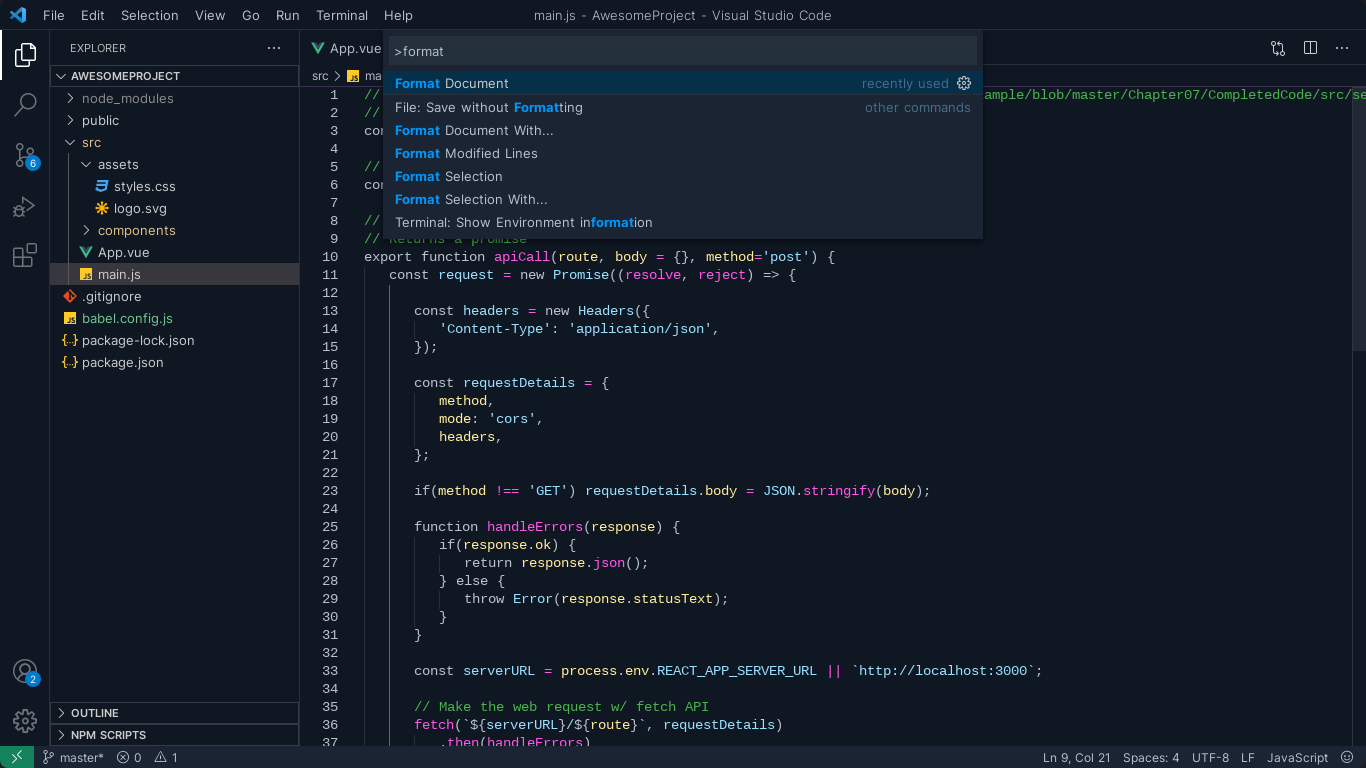 File Edit Selection View Go Run Terminal Help main.js - AwesomeProject - Visual Studio Code
EXPLORER
AWESOMEPROJECT
node_modules
public
src
assets
styles.css
logo.svg
components
App.vue
main.js
.gitignore
babel.config.js
package-lock.json
package.json
OUTLINE
NPM SCRIPTS
6
2
App.vue
>format
src
JS
Format Document recently used
File: Save without Formatting other commands
Format Document With...
Format Modified Lines
Format Selection
Format Selection With...
Terminal: Show Environment information
1 // ample/blob/master/Chapter07/CompletedCode/src/se
2 //
3
4
5 //
6
7
8 //
9 // Returns a promise
10 export function apiCall(route, body = {}, method='post') {
11 const request = new Promise((resolve, reject) => {
12
13 const headers = new Headers({
14 'Content-Type': 'application/json',
15 });
16
17 const requestDetails = {
18 method,
19 mode: 'cors',
20 headers,
21 };
22
23 if(method !== 'GET') requestDetails.body = JSON.stringify(body);
24
25 function handleErrors(response) {
26 if(response.ok) {
27 return response.json();
28 } else {
29 throw Error(response.statusText);
30 }
31 }
32
33 const serverURL = process.env.REACT_APP_SERVER_URL || `http://localhost:3000`;
34
35 // Make the web request w/ fetch API
36 fetch(`${serverURL}/${route}`, requestDetails)
37 .then(handleErrors)
master* 0 1 Ln 9, Col 21 Spaces: 4 UTF-8 LF JavaScript